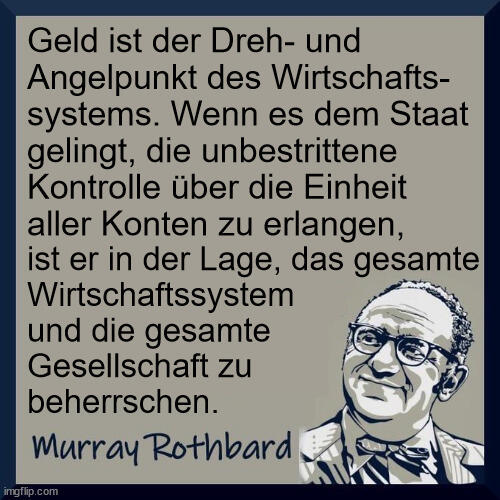 Geld ist der Dreh- und
Angelpunkt des Wirtschafts-
systems. Wenn es dem Staat
gelingt, die unbestrittene
Kontrolle über die Einheit
aller Konten zu erlangen,
ist er in der Lage, das gesamte
Wirtschaftssystem
und die gesamte
Gesellschaft zu
beherrschen.
Murray Rothbard
imgflip.com